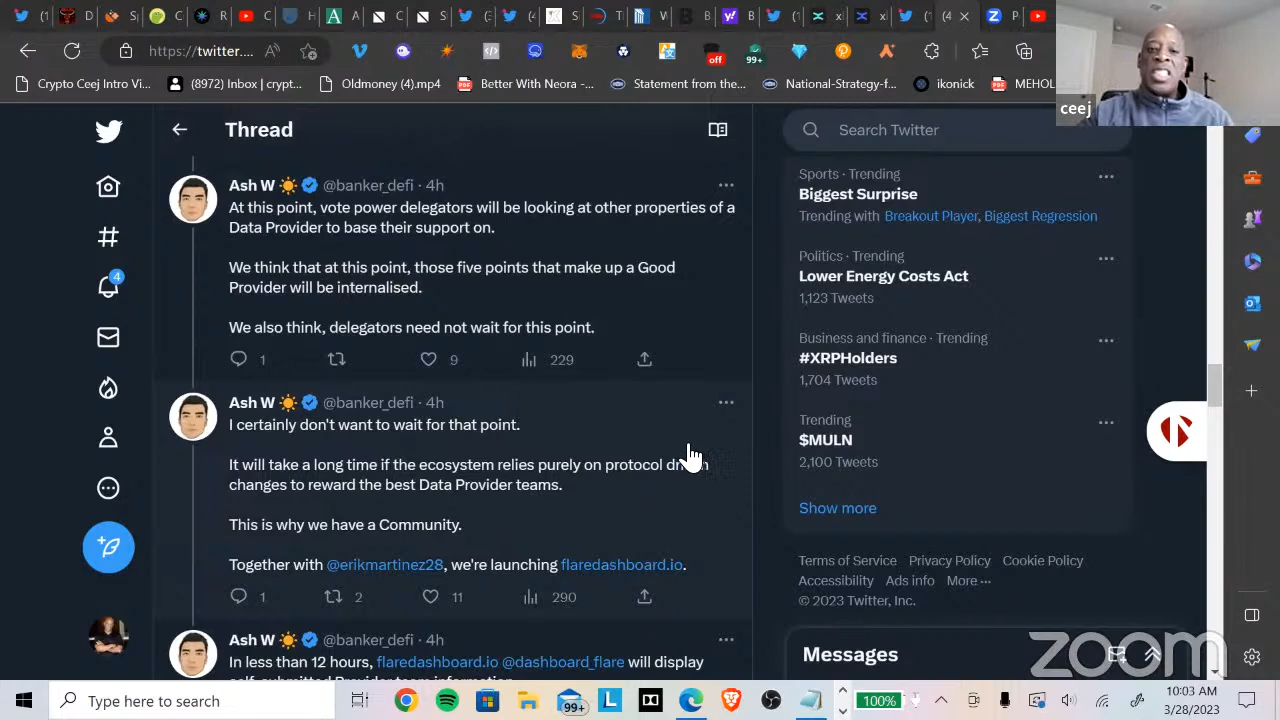 C
R
H
A
C
S
(
(4
S
T
W
B
B
(
(
(4
P
https://twitter....
off
99+
Crypto Ceej Intro Vi...
(8972) Inbox | crypt...
Oldmoney (4).mp4
Better With Neora -...
Statement from the...
National-Strategy-f...
ikonick
MEHOL
ceej
Thread
Search Twitter
Ash W @banker_defi · 4h
At this point, vote power delegators will be looking at other properties of a
Data Provider to base their support on.
We think that at this point, those five points that make up a Good
Provider will be internalised.
We also think, delegators need not wait for this point.
1
9
229
Ash W @banker_defi · 4h
I certainly don't want to wait for that point.
It will take a long time if the ecosystem relies purely on protocol
changes to reward the best Data Provider teams.
This is why we have a Community.
Together with @erikmartinez28, we're launching flaredashboard.io.
1
2
11
290
Ash W @banker_defi · 4h
In less than 12 hours, flaredashboard.io @dashboard_flare will display
4
Sports · Trending
Biggest Surprise
Trending with Breakout Player, Biggest Regression
Politics · Trending
Lower Energy Costs Act
1,123 Tweets
Business and finance · Trending
#XRPHolders
1,704 Tweets
Trending
$MULN
2,100 Tweets
Show more
Terms of Service Privacy Policy Cookie Policy
Accessibility Ads info More ···
© 2023 Twitter, Inc.
Messages
zoom
Type here to search
99+
L
100%
10:03 AM
3/28/2023